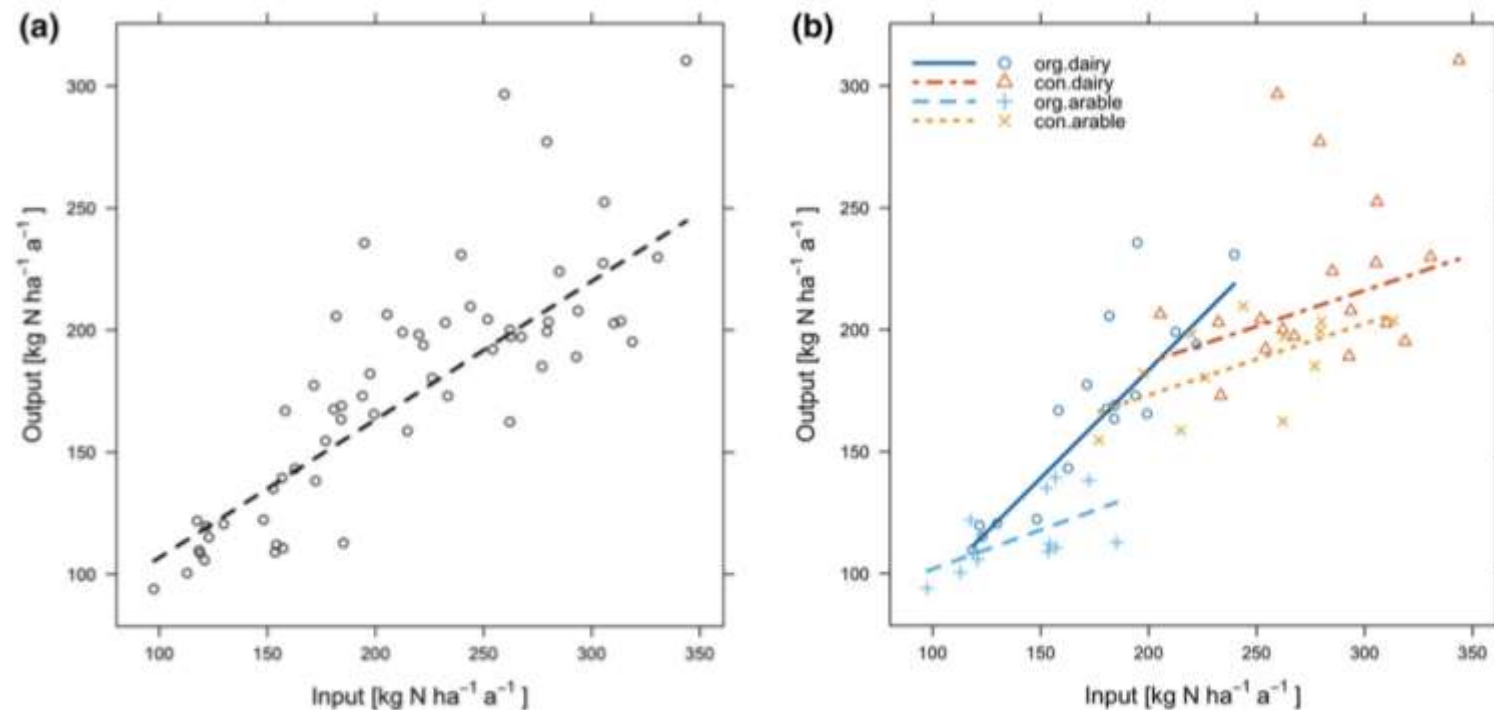 (a)
300
250
200
150
100
Output [kg N ha⁻¹ a⁻¹ ]
100 150 200 250 300 350
Input [kg N ha⁻¹ a⁻¹ ]
(b)
org.dairy
con.dairy
org.arable
con.arable
300
250
200
150
100
Output [kg N ha⁻¹ a⁻¹ ]
100 150 200 250 300 350
Input [kg N ha⁻¹ a⁻¹ ]